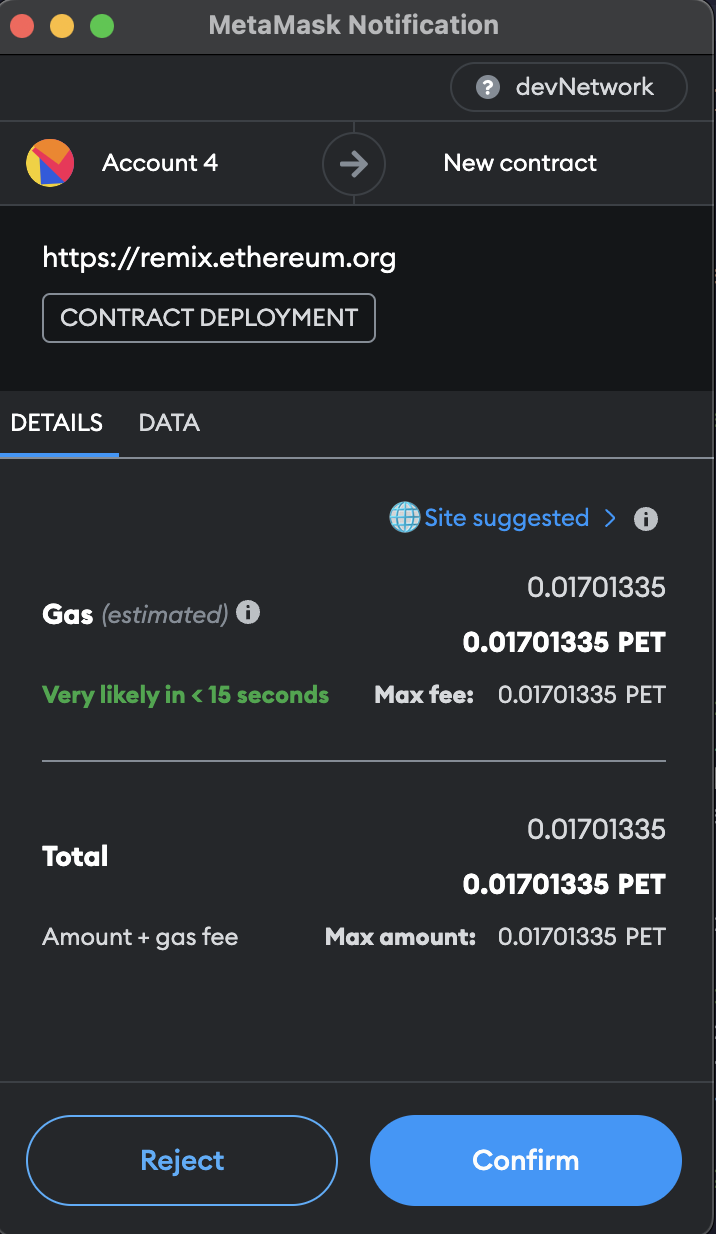 MetaMask Notification
? devNetwork
Account 4
New contract
https://remix.ethereum.org
CONTRACT DEPLOYMENT
DETAILS DATA
Site suggested > i
0.01701335
Gas (estimated) i
0.01701335 PET
Very likely in < 15 seconds Max fee: 0.01701335 PET
0.01701335
Total
0.01701335 PET
Amount + gas fee Max amount: 0.01701335 PET
Reject Confirm